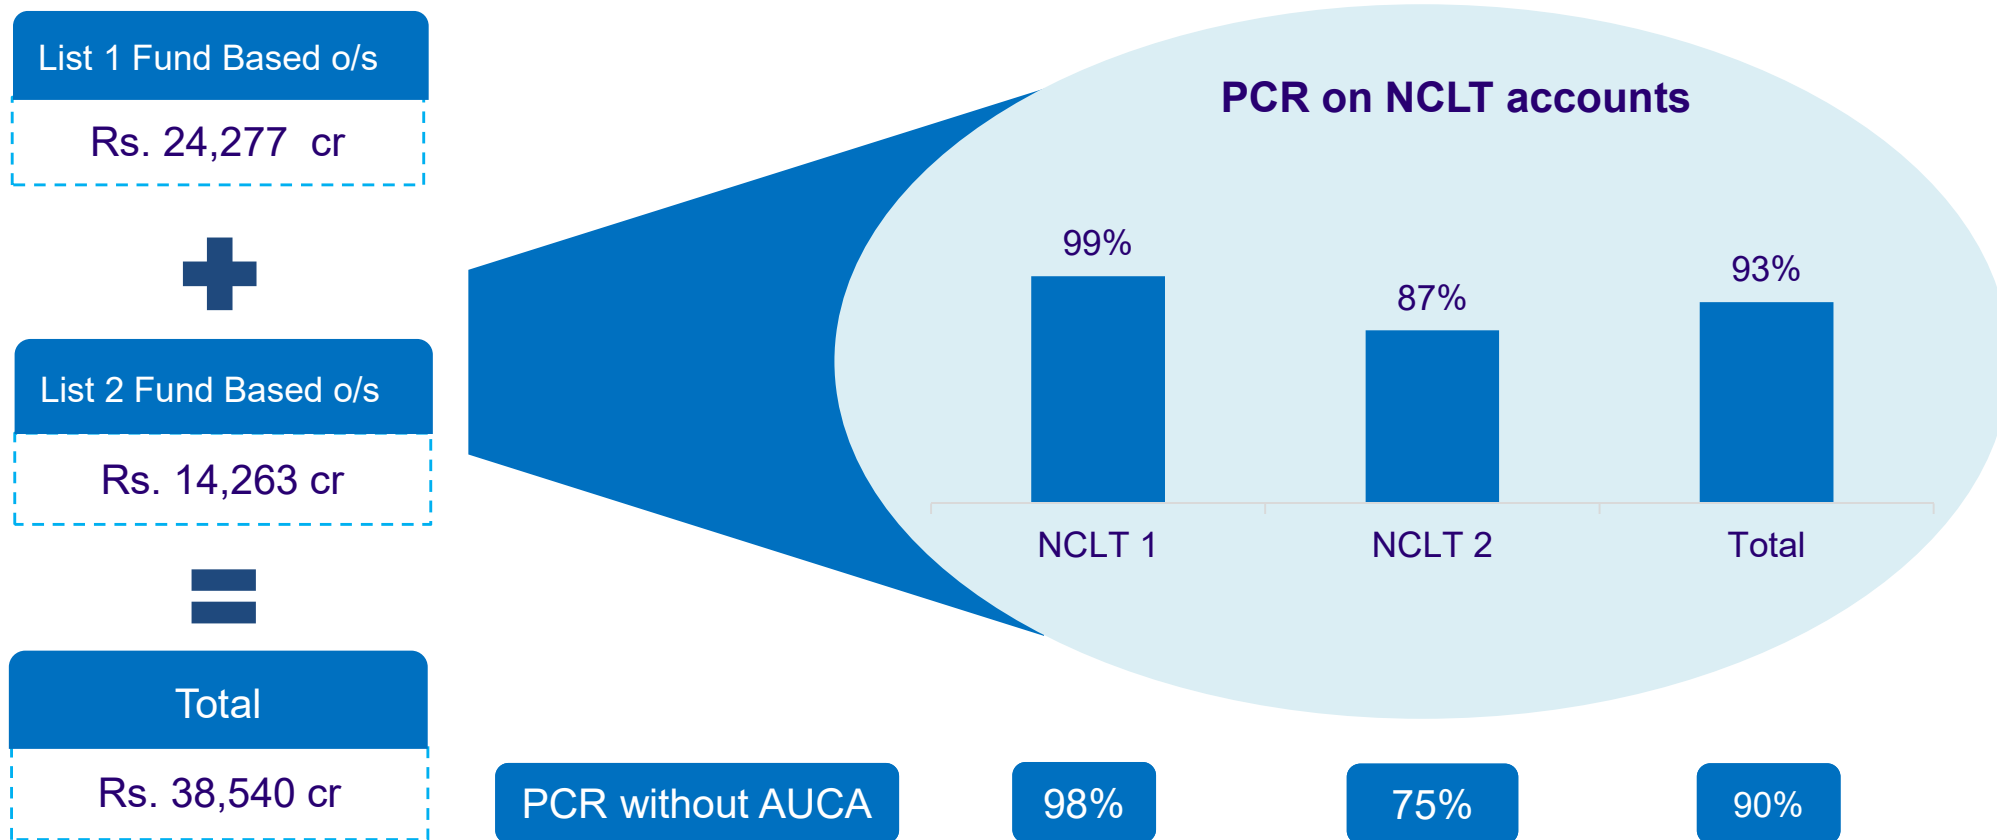 List 1 Fund Based o/s
Rs. 24,277 cr
List 2 Fund Based o/s
Rs. 14,263 cr
Total
Rs. 38,540 cr
PCR on NCLT accounts
99%
87%
93%
NCLT 1
NCLT 2
Total
PCR without AUCA
98%
75%
90%